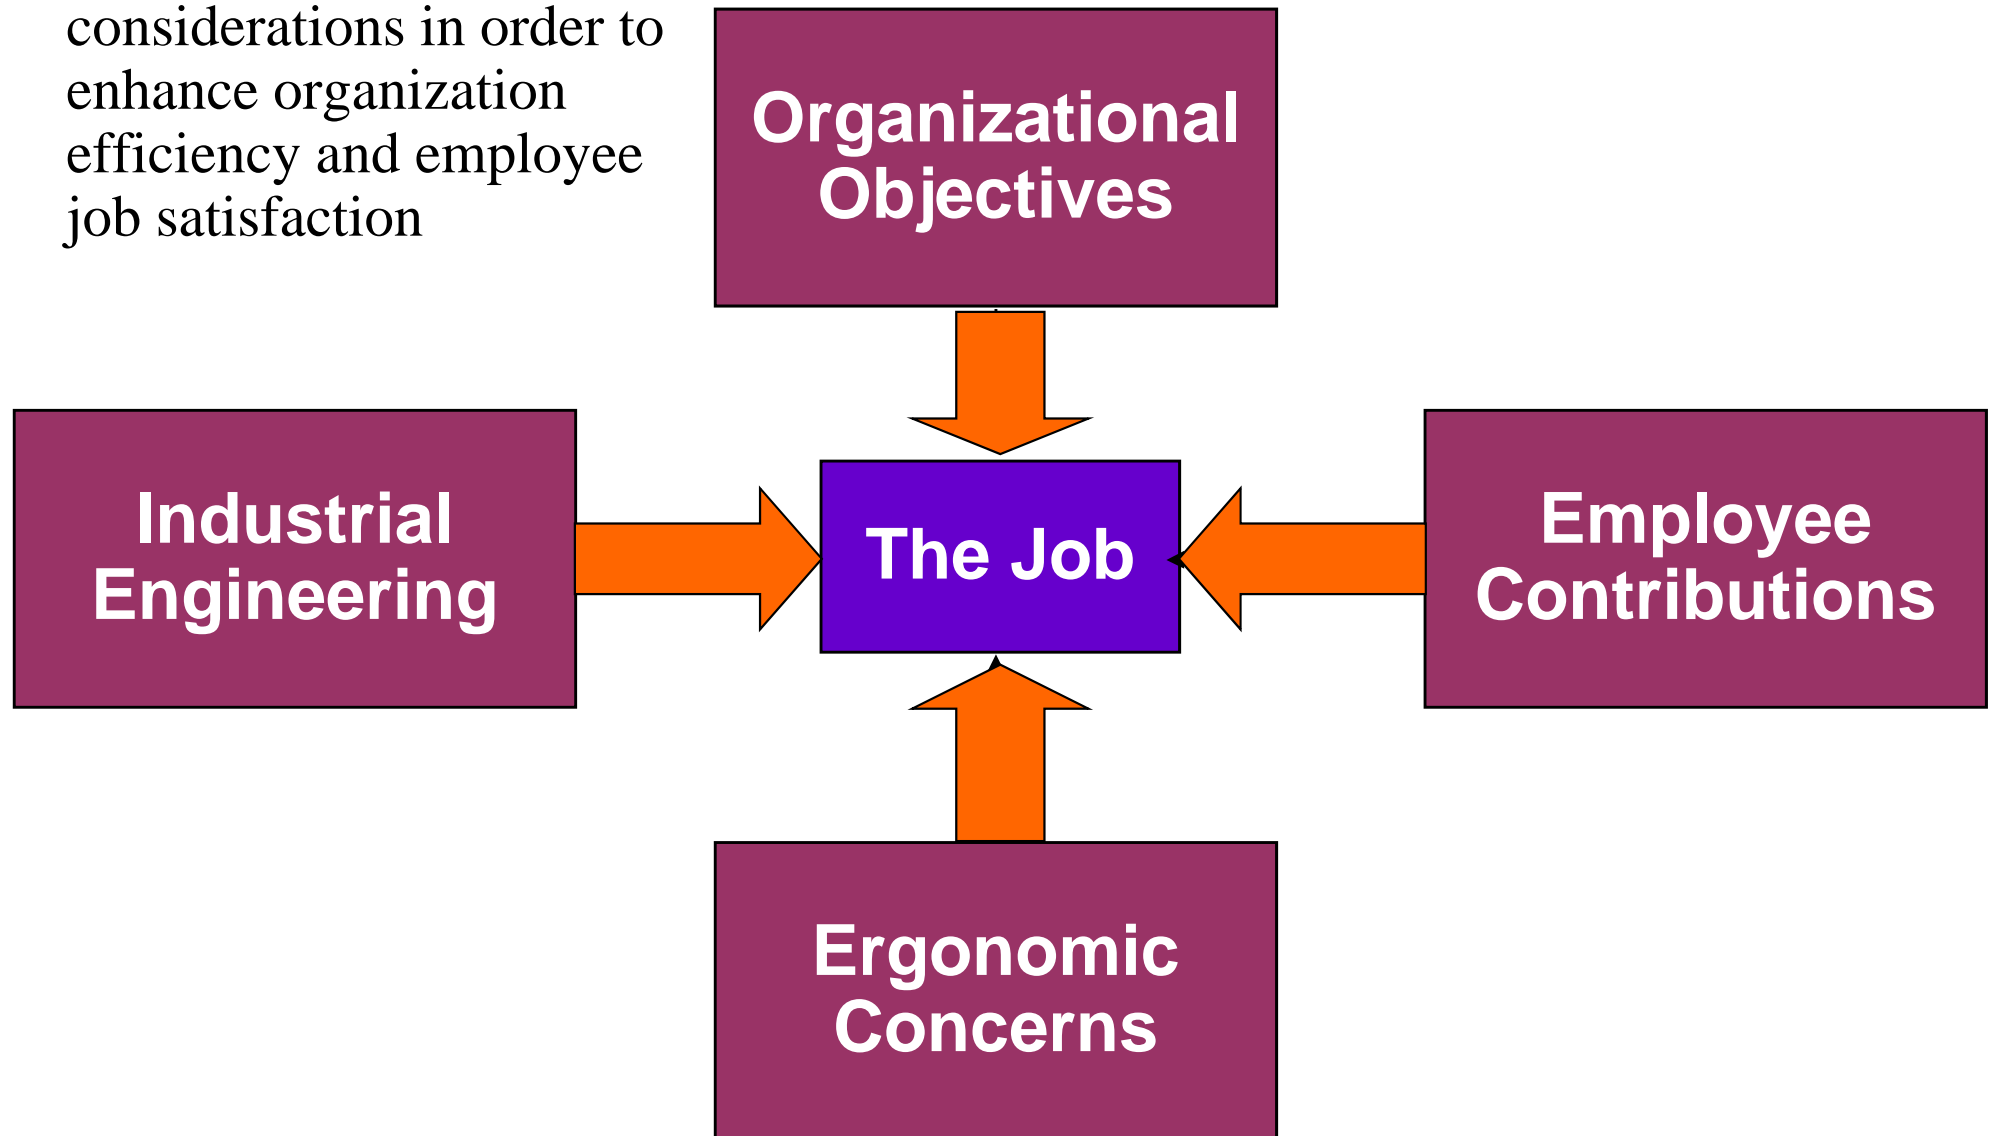 considerations in order to
enhance organization
efficiency and employee
job satisfaction
Organizational
Objectives
Industrial
Engineering
The Job
Employee
Contributions
Ergonomic
Concerns